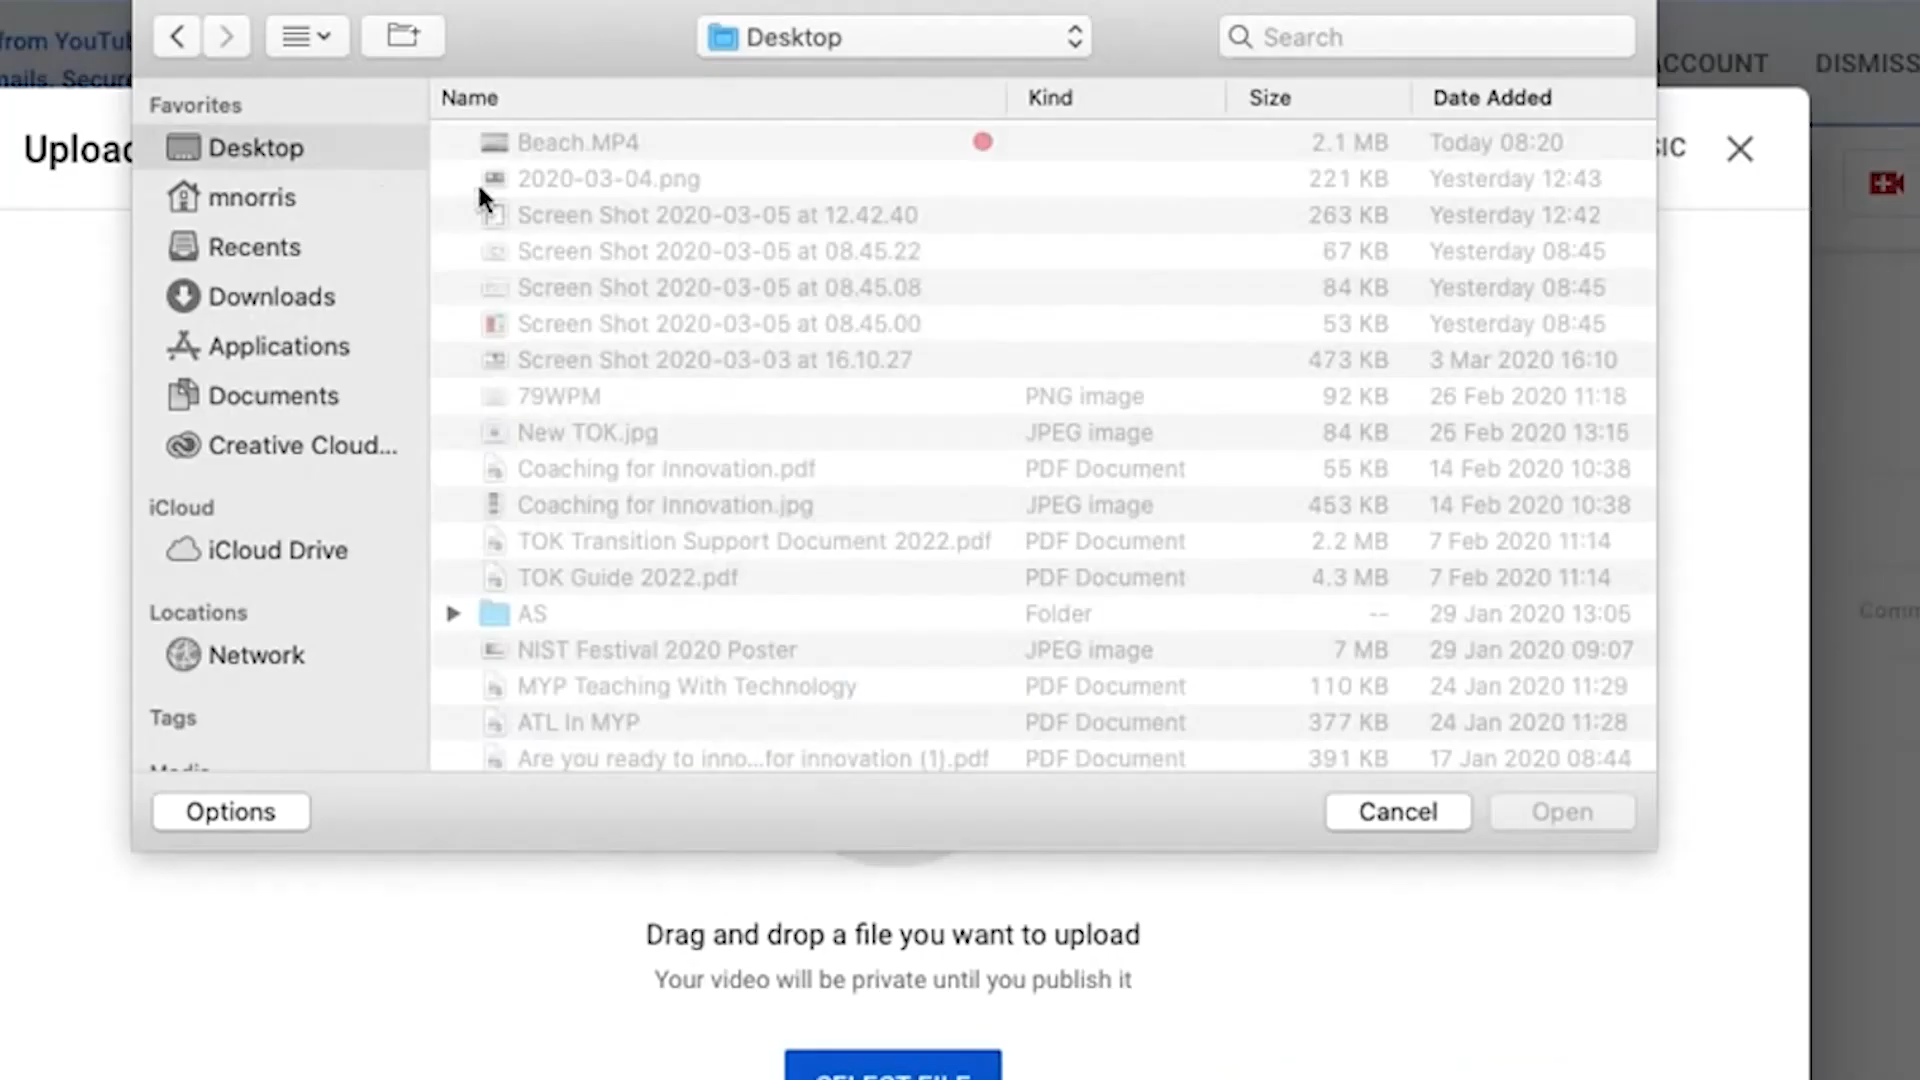 from YouTu
mails. Secure
Desktop
Search
ACCOUNT
DISMISS
Upload
IC
Favorites
Desktop
mnorris
Recents
Downloads
Applications
Documents
Creative Cloud...
iCloud
iCloud Drive
Locations
Network
Tags
Name Kind Size Date Added
Beach.MP4 2.1 MB Today 08:20
2020-03-04.png 221 KB Yesterday 12:43
Screen Shot 2020-03-05 at 12.42.40 263 KB Yesterday 12:42
Screen Shot 2020-03-05 at 08.45.22 67 KB Yesterday 08:45
Screen Shot 2020-03-05 at 08.45.08 84 KB Yesterday 08:45
Screen Shot 2020-03-05 at 08.45.00 53 KB Yesterday 08:45
Screen Shot 2020-03-03 at 16.10.27 473 KB 3 Mar 2020 16:10
79WPM PNG image 92 KB 26 Feb 2020 11:18
New TOK.jpg JPEG image 84 KB 25 Feb 2020 13:15
Coaching for Innovation.pdf PDF Document 55 KB 14 Feb 2020 10:38
Coaching for Innovation.jpg JPEG image 453 KB 14 Feb 2020 10:38
TOK Transition Support Document 2022.pdf PDF Document 2.2 MB 7 Feb 2020 11:14
TOK Guide 2022.pdf PDF Document 4.3 MB 7 Feb 2020 11:14
AS Folder -- 29 Jan 2020 13:05
NIST Festival 2020 Poster JPEG image 7 MB 29 Jan 2020 09:07
MYP Teaching With Technology PDF Document 110 KB 24 Jan 2020 11:29
ATL In MYP PDF Document 377 KB 24 Jan 2020 11:28
Are you ready to inno...for innovation (1).pdf PDF Document 391 KB 17 Jan 2020 08:44
Comm
Options
Cancel
Open
Drag and drop a file you want to upload
Your video will be private until you publish it
SELECT FILE